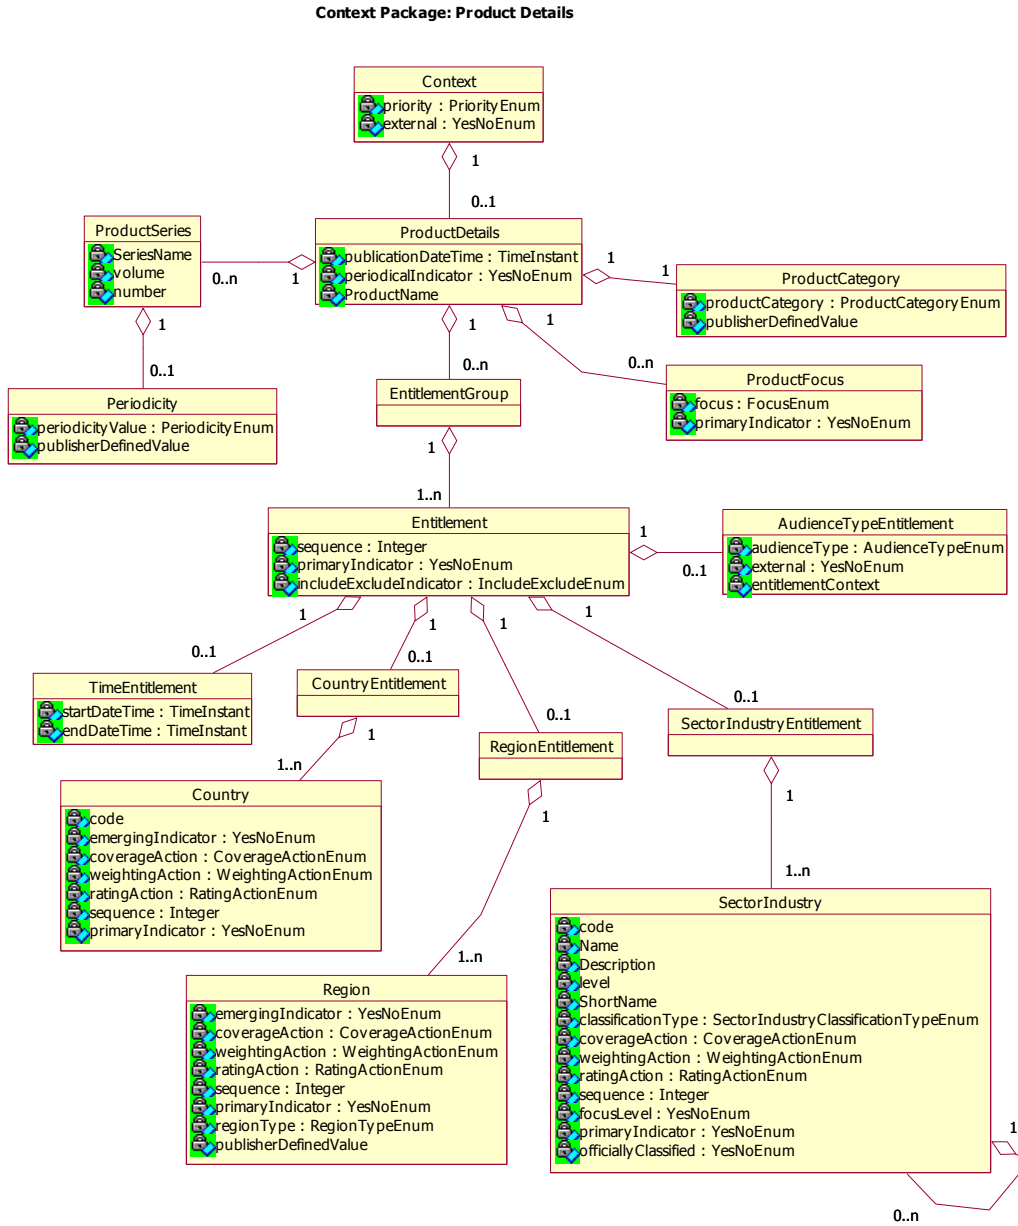 Context Package: Product Details
Context
priority : PriorityEnum
external : YesNoEnum
1
0..1
ProductSeries
SeriesName
volume
number
0..n
1
ProductDetails
publicationDateTime : TimeInstant
periodicalIndicator : YesNoEnum
ProductName
1
1
ProductCategory
productCategory : ProductCategoryEnum
publisherDefinedValue
1
0..1
1
0..n
1
0..n
Periodicity
periodicityValue : PeriodicityEnum
publisherDefinedValue
EntitlementGroup
ProductFocus
focus : FocusEnum
primaryIndicator : YesNoEnum
1
1..n
Entitlement
sequence : Integer
primaryIndicator : YesNoEnum
includeExcludeIndicator : IncludeExcludeEnum
1
0..1
AudienceTypeEntitlement
audienceType : AudienceTypeEnum
external : YesNoEnum
entitlementContext
1
0..1
1
0..1
1
0..1
1
0..1
TimeEntitlement
startDateTime : TimeInstant
endDateTime : TimeInstant
CountryEntitlement
1
1..n
RegionEntitlement
1
1..n
SectorIndustryEntitlement
1
1..n
Country
code
emergingIndicator : YesNoEnum
coverageAction : CoverageActionEnum
weightingAction : WeightingActionEnum
ratingAction : RatingActionEnum
sequence : Integer
primaryIndicator : YesNoEnum
Region
emergingIndicator : YesNoEnum
coverageAction : CoverageActionEnum
weightingAction : WeightingActionEnum
ratingAction : RatingActionEnum
sequence : Integer
primaryIndicator : YesNoEnum
regionType : RegionTypeEnum
publisherDefinedValue
SectorIndustry
code
Name
Description
level
ShortName
classificationType : SectorIndustryClassificationTypeEnum
coverageAction : CoverageActionEnum
weightingAction : WeightingActionEnum
ratingAction : RatingActionEnum
sequence : Integer
focusLevel : YesNoEnum
primaryIndicator : YesNoEnum
officiallyClassified : YesNoEnum
1
0..n